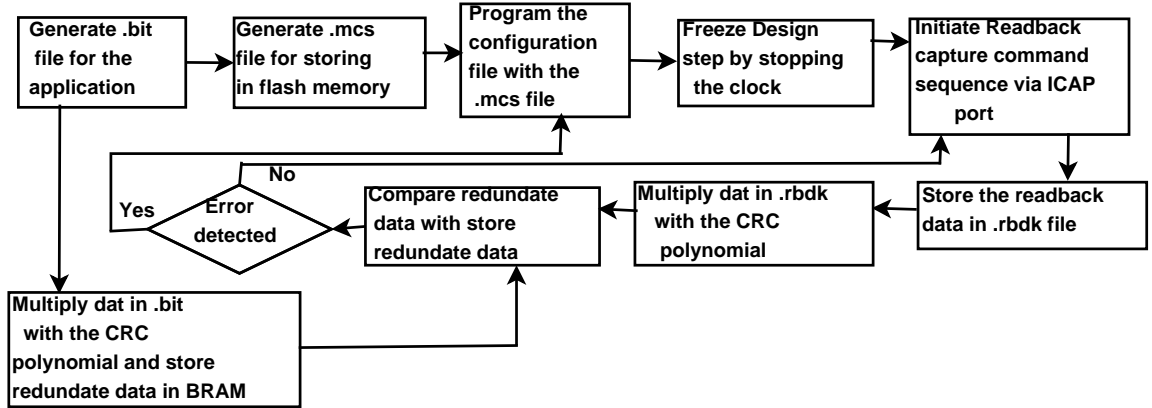 Generate .bit
file for the
application
Generate .mcs
file for storing
in flash memory
Program the
configuration
file with the
.mcs file
Freeze Design
step by stopping
the clock
Initiate Readback
capture command
sequence via ICAP
port
Store the readback
data in .rbdk file
Multiply dat in .rbdk
with the CRC
polynomial
Compare redundate
data with store
redundate data
Error
detected
Yes
No
Multiply dat in .bit
with the CRC
polynomial and store
redundate data in BRAM